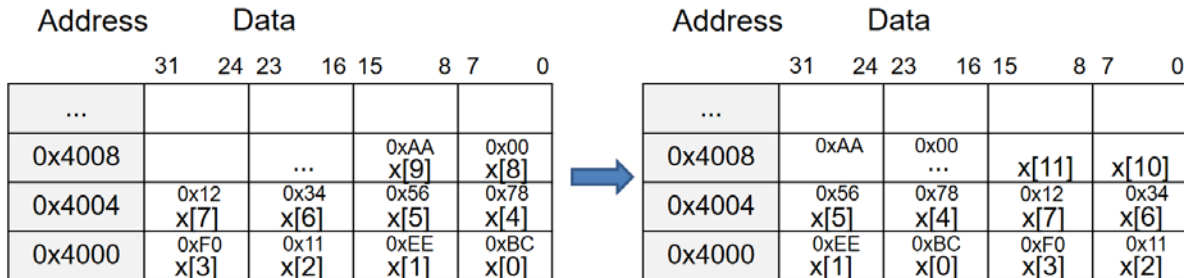 Address Data Address Data
31 24 23 16 15 8 7 0 31 24 23 16 15 8 7 0
... ...
0xAA 0x00 0xAA 0x00
0x4008 ... x[9] x[8] 0x4008 ... x[11] x[10]
0x12 0x34 0x56 0x78 0x56 0x78 0x12 0x34
0x4004 x[7] x[6] x[5] x[4] 0x4004 x[5] x[4] x[7] x[6]
0xF0 0x11 0xEE 0xBC 0xEE 0xBC 0xF0 0x11
0x4000 x[3] x[2] x[1] x[0] 0x4000 x[1] x[0] x[3] x[2]